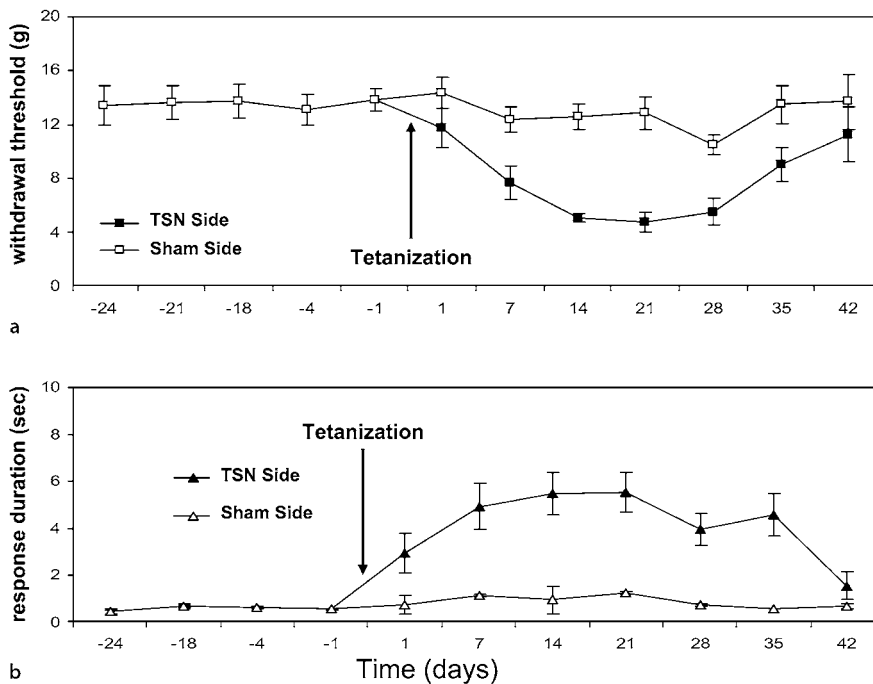 withdrawal threshold (g)
20
16
12
8
4
0
TSN Side
Sham Side
Tetanization
-24 -21 -18 -4 -1 1 7 14 21 28 35 42
a
response duration (sec)
10
8
6
4
2
0
Tetanization
TSN Side
Sham Side
-24 -18 -4 -1 1 7 14 21 28 35 42
b
Time (days)